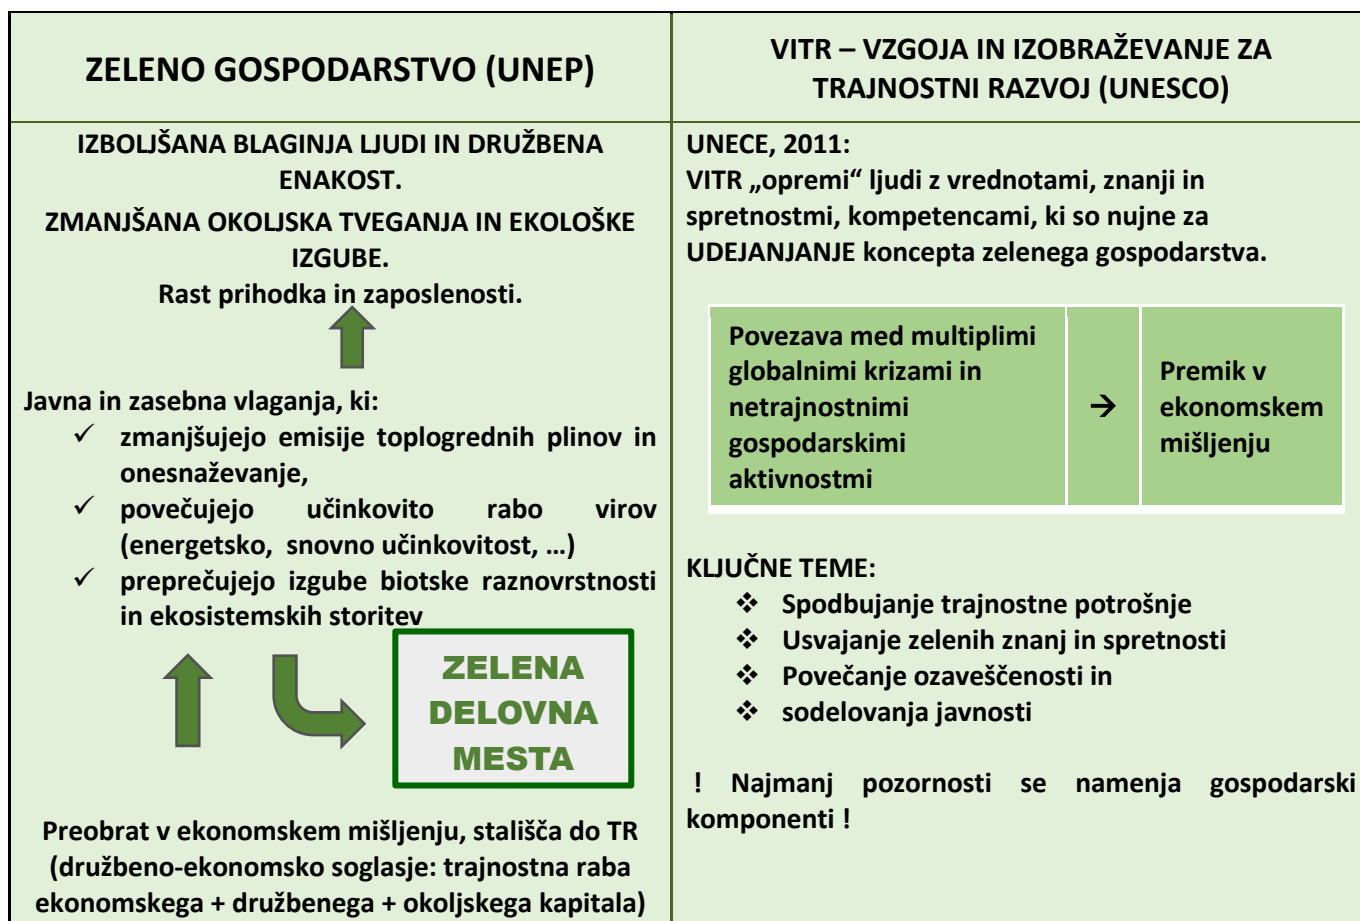 ZELENO GOSPODARSTVO (UNEP)
IZBOLJŠANA BLAGINJA LJUDI IN DRUŽBENA
ENAKOST.
ZMANJŠANA OKOLJSKA TVEGANJA IN EKOLOŠKE
IZGUBE.
Rast prihodka in zaposlenosti.
Javna in zasebna vlaganja, ki:
✓ zmanjšujejo emisije toplogrednih plinov in
onesnaževanje,
✓ povečujejo učinkovito rabo virov
(energetsko, snovno učinkovitost, …)
✓ preprečujejo izgube biotske raznovrstnosti
in ekosistemskih storitev
ZELENA
DELOVNA
MESTA
Preobrat v ekonomskem mišljenju, stališča do TR
(družbeno-ekonomsko soglasje: trajnostna raba
ekonomskega + družbenega + okoljskega kapitala)
VITR – VZGOJA IN IZOBRAŽEVANJE ZA
TRAJNOSTNI RAZVOJ (UNESCO)
UNECE, 2011:
VITR „opremi“ ljudi z vrednotami, znanji in
spretnostmi, kompetencami, ki so nujne za
UDEJANJANJE koncepta zelenega gospodarstva.
Povezava med multiplimi
globalnimi krizami in
netrajnostnimi
gospodarskimi
aktivnostmi
→
Premik v
ekonomskem
mišljenju
KLJUČNE TEME:
❖ Spodbujanje trajnostne potrošnje
❖ Usvajanje zelenih znanj in spretnosti
❖ Povečanje ozaveščenosti in
❖ sodelovanja javnosti
! Najmanj pozornosti se namenja gospodarski
komponenti !